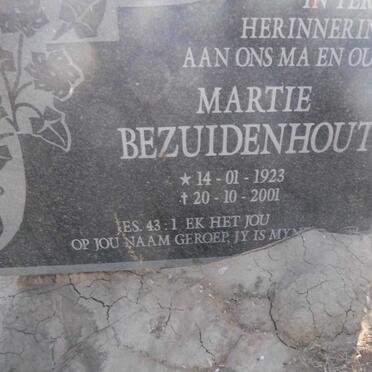 HERINNERIN
AAN ONS MA EN OU
MARTIE
BEZUIDENHOUT
★ 14 - 01 - 1923
✝ 20 - 10 - 2001
JES. 43 : 1 EK HET JOU
OP JOU NAAM GEROEP, JY IS MYN